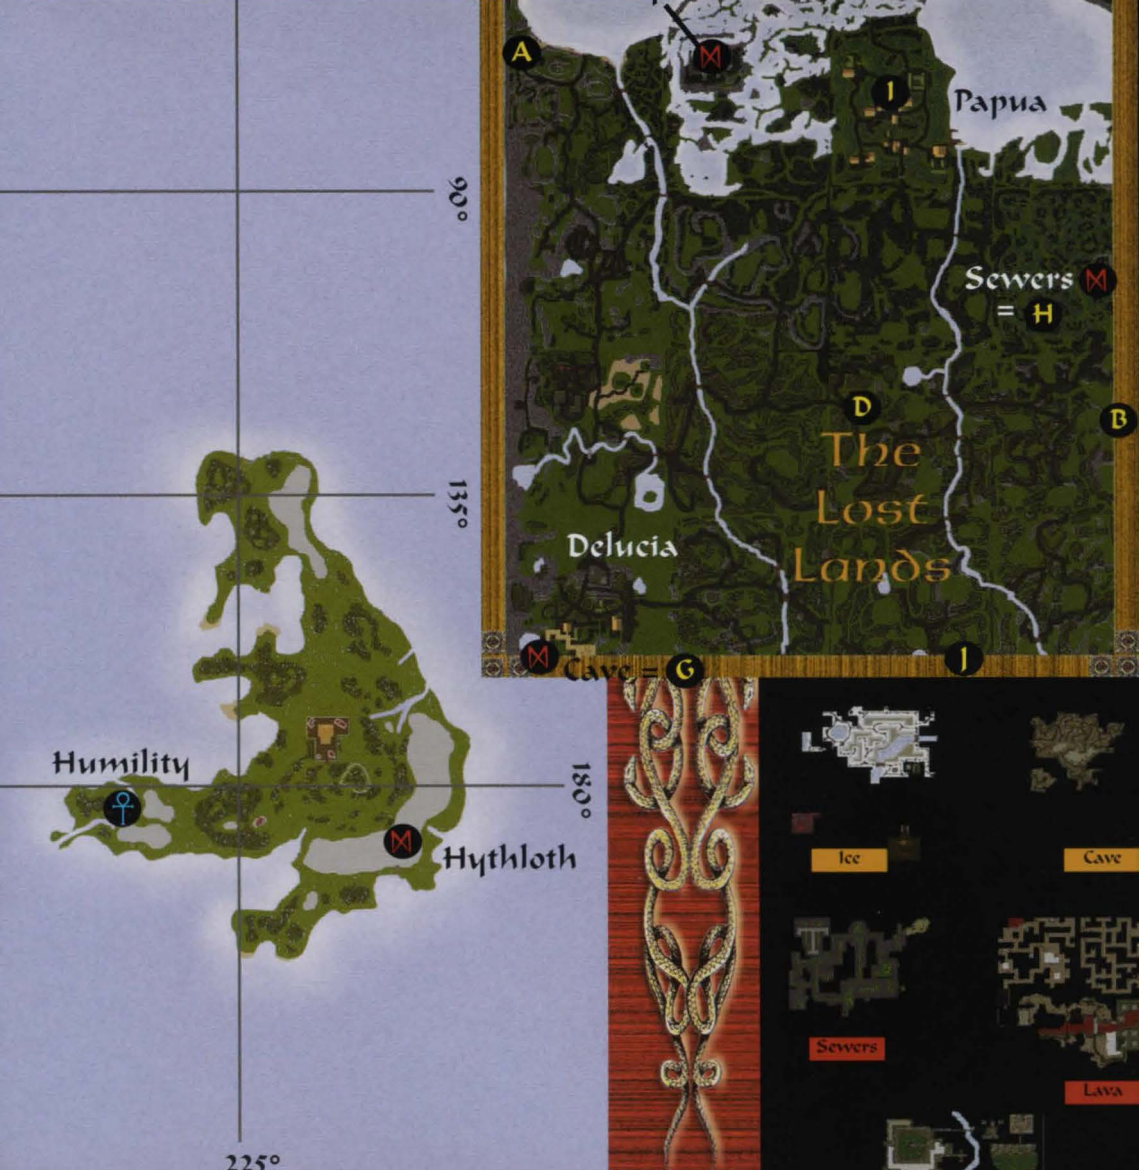 A
I
Papua
90°
Sewers
= H
D
B
The
Lost
Lands
135°
Delucia
J
Cave = G
Humility
180°
Hythloth
Ice
Cave
Sewers
Lava
225°